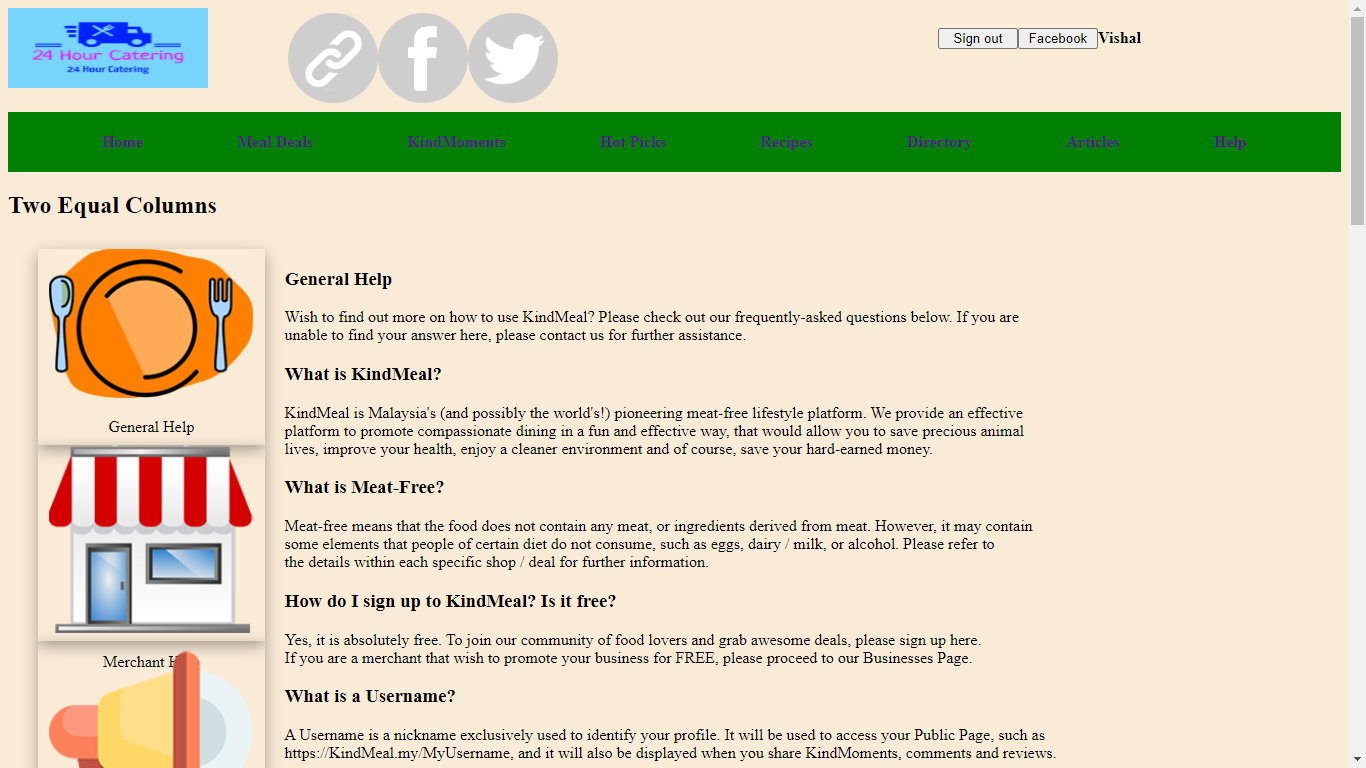 24 Hour Catering
24 Hour Catering
Sign out Facebook Vishal
Home Meal Deals KindMoments Hot Picks Recipes Directory Articles Help
Two Equal Columns
General Help
Merchant H
General Help
Wish to find out more on how to use KindMeal? Please check out our frequently-asked questions below. If you are
unable to find your answer here, please contact us for further assistance.
What is KindMeal?
KindMeal is Malaysia's (and possibly the world's!) pioneering meat-free lifestyle platform. We provide an effective
platform to promote compassionate dining in a fun and effective way, that would allow you to save precious animal
lives, improve your health, enjoy a cleaner environment and of course, save your hard-earned money.
What is Meat-Free?
Meat-free means that the food does not contain any meat, or ingredients derived from meat. However, it may contain
some elements that people of certain diet do not consume, such as eggs, dairy / milk, or alcohol. Please refer to
the details within each specific shop / deal for further information.
How do I sign up to KindMeal? Is it free?
Yes, it is absolutely free. To join our community of food lovers and grab awesome deals, please sign up here.
If you are a merchant that wish to promote your business for FREE, please proceed to our Businesses Page.
What is a Username?
A Username is a nickname exclusively used to identify your profile. It will be used to access your Public Page, such as
https://KindMeal.my/MyUsername, and it will also be displayed when you share KindMoments, comments and reviews.